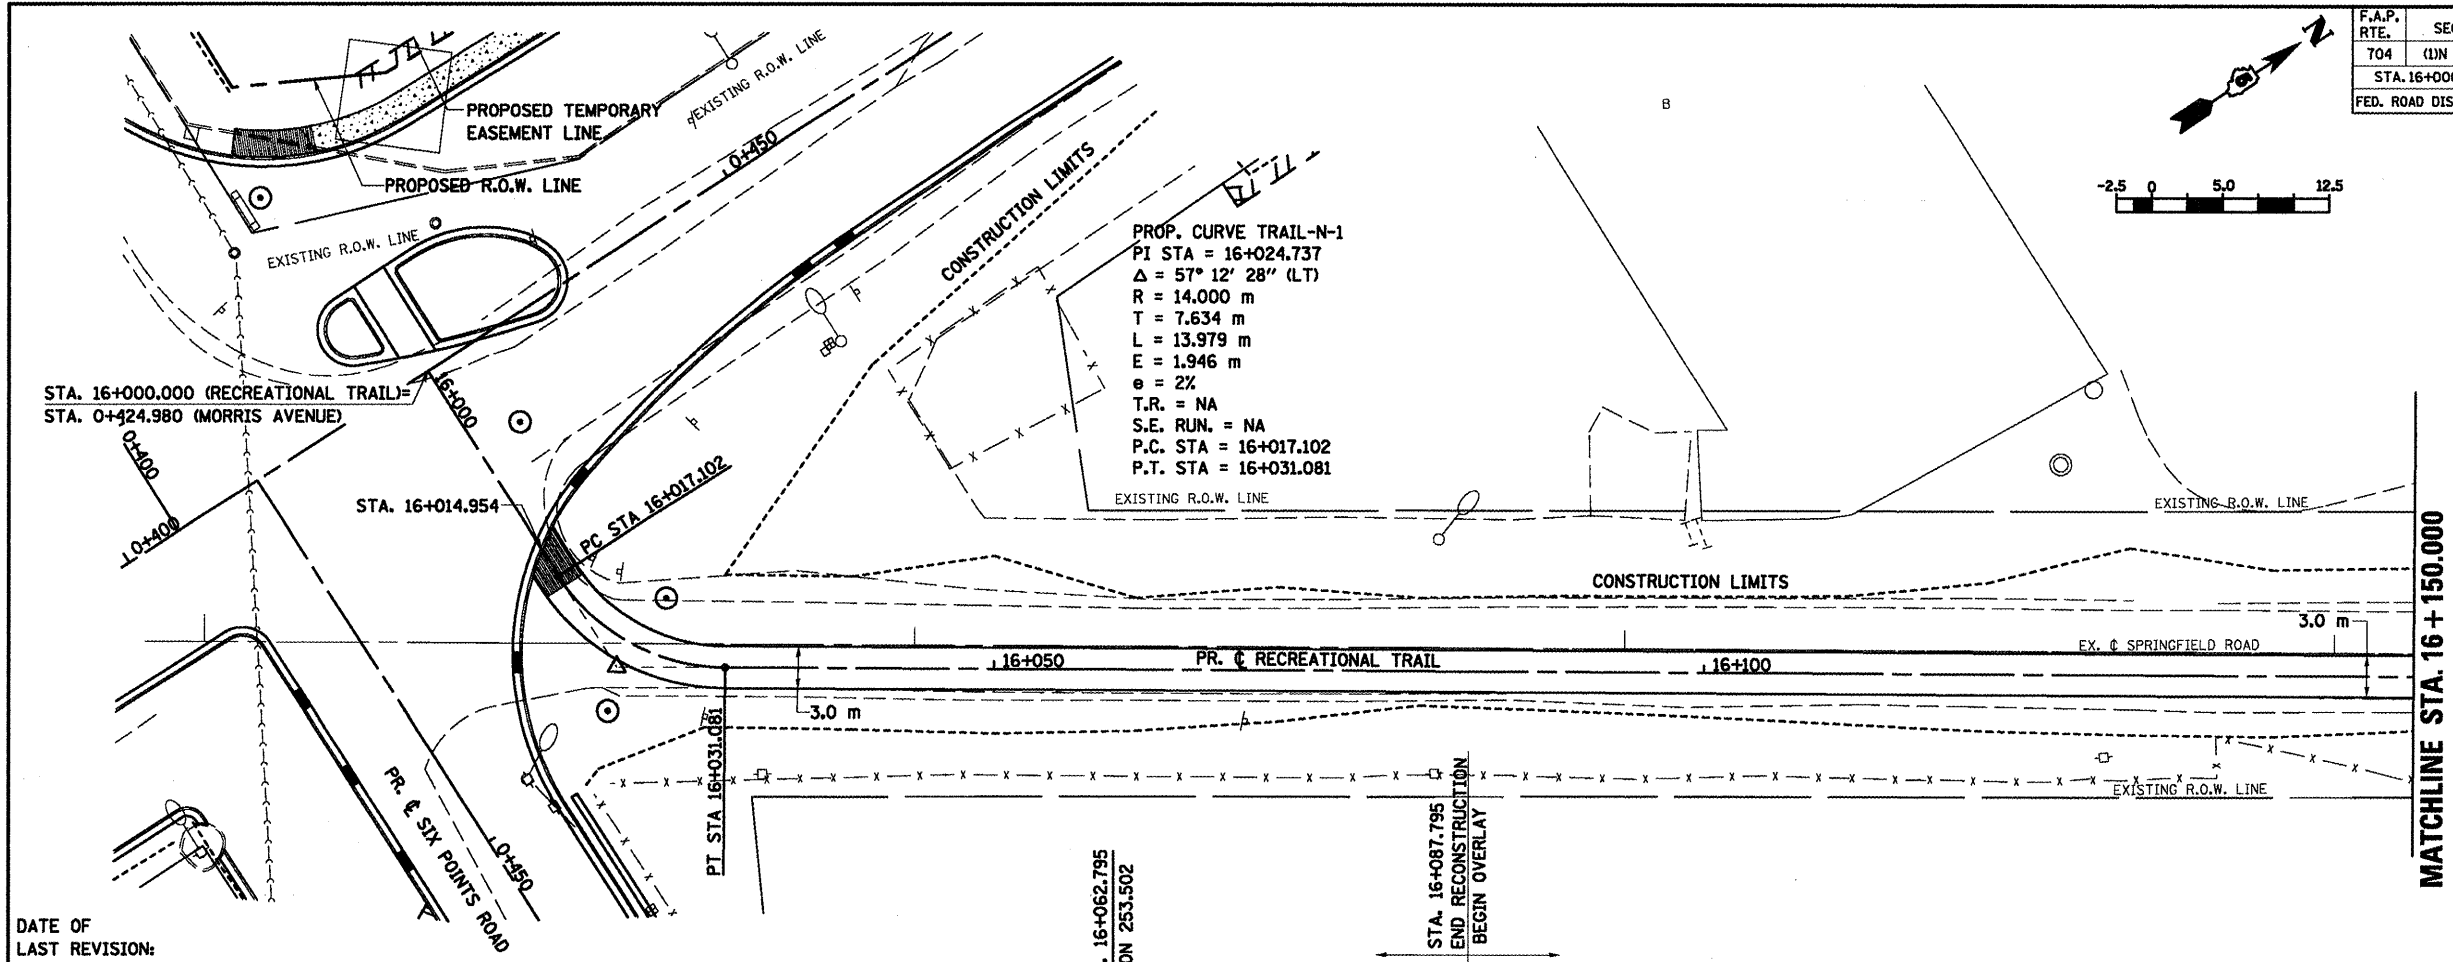 F.A.P.
RTE.
704
(1)N
FED. ROAD DIS
N
-2.5 0 5.0 12.5
B
EXISTING R.O.W. LINE
PROPOSED TEMPORARY
EASEMENT LINE
PROPOSED R.O.W. LINE
0+450
EXISTING R.O.W. LINE
CONSTRUCTION LIMITS
PROP. CURVE TRAIL-N-1
PI STA = 16+024.737
Δ = 57° 12' 28" (LT)
R = 14.000 m
T = 7.634 m
L = 13.979 m
E = 1.946 m
e = 2%
T.R. = NA
S.E. RUN. = NA
P.C. STA = 16+017.102
P.T. STA = 16+031.081
STA. 16+000.000 (RECREATIONAL TRAIL)=
STA. 0+424.980 (MORRIS AVENUE)
16+000
0+400
0+400
STA. 16+014.954
PC STA 16+017.102
EXISTING R.O.W. LINE
EXISTING R.O.W. LINE
CONSTRUCTION LIMITS
3.0 m
EX. ℄ SPRINGFIELD ROAD
16+050
PR. ℄ RECREATIONAL TRAIL
16+100
3.0 m
PT STA 16+031.081
MATCHLINE STA. 16+150.000
EXISTING R.O.W. LINE
PR. ℄ SIX POINTS ROAD
0+450
16+062.795
253.502
STA. 16+087.795
END RECONSTRUCTION
BEGIN OVERLAY
DATE OF
LAST REVISION: